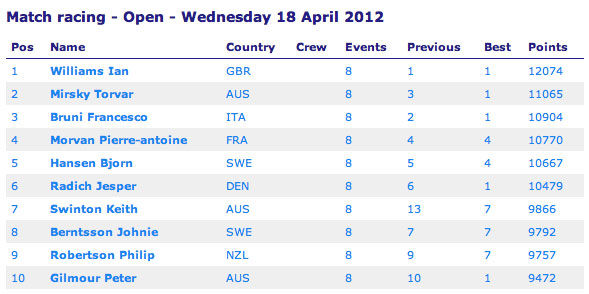 Match racing - Open - Wednesday 18 April 2012
Pos Name Country Crew Events Previous Best Points
1 Williams Ian GBR 8 1 1 12074
2 Mirsky Torvar AUS 8 3 1 11065
3 Bruni Francesco ITA 8 2 1 10904
4 Morvan Pierre-antoine FRA 8 4 4 10770
5 Hansen Bjorn SWE 8 5 4 10667
6 Radich Jesper DEN 8 6 1 10479
7 Swinton Keith AUS 8 13 7 9866
8 Berntsson Johnie SWE 8 7 7 9792
9 Robertson Philip NZL 8 9 7 9757
10 Gilmour Peter AUS 8 10 1 9472